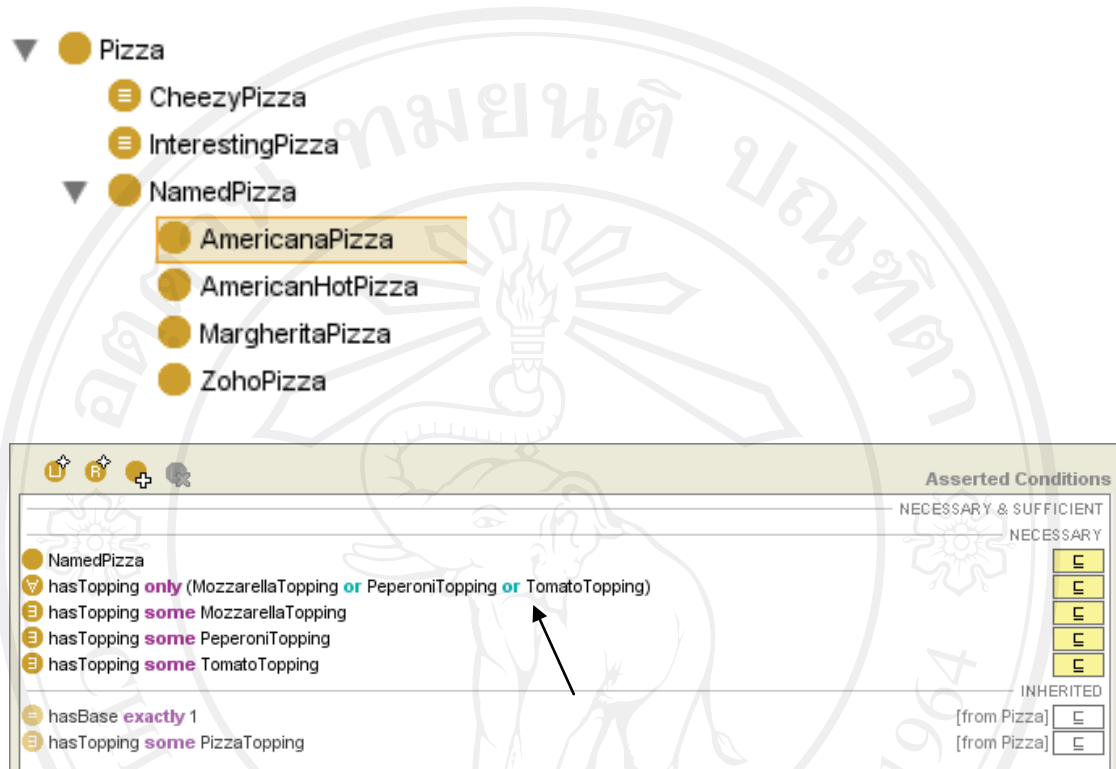 Pizza
CheezyPizza
InterestingPizza
NamedPizza
AmericanaPizza
AmericanHotPizza
MargheritaPizza
ZohoPizza
Asserted Conditions
NECESSARY & SUFFICIENT
NECESSARY
NamedPizza ⊑
∀ hasTopping only (MozzarellaTopping or PeperoniTopping or TomatoTopping) ⊑
∃ hasTopping some MozzarellaTopping ⊑
∃ hasTopping some PeperoniTopping ⊑
∃ hasTopping some TomatoTopping ⊑
INHERITED
= hasBase exactly 1 [from Pizza] ⊑
∃ hasTopping some PizzaTopping [from Pizza] ⊑
1964